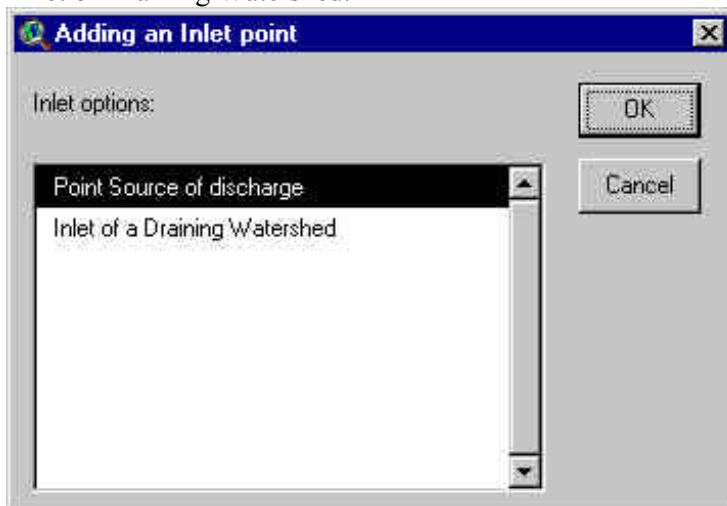 Adding an Inlet point
Inlet options:
OK
Point Source of discharge
Cancel
Inlet of a Draining Watershed